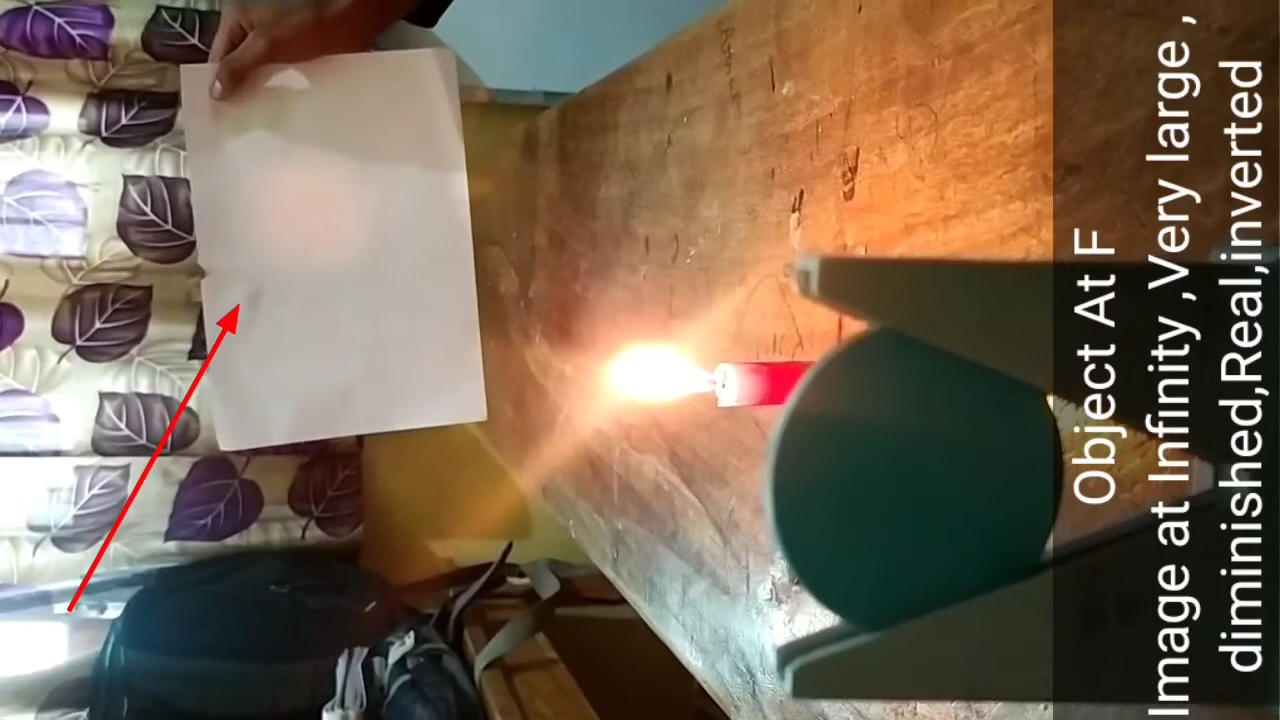 Object At F
Image at Infinity ,Very large ,
diminished,Real,inverted